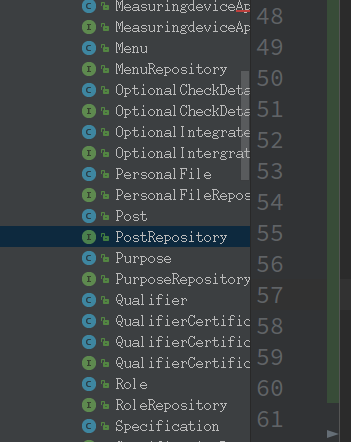 MeasuringdeviceAp
MeasuringdeviceAp
Menu
MenuRepository
OptionalCheckDeta
OptionalCheckDeta
OptionalIntegrate
OptionalIntergrat
PersonalFile
PersonalFileRepos
Post
PostRepository
Purpose
PurposeRepository
Qualifier
QualifierCertific
QualifierCertific
QualifierCertific
Role
RoleRepository
Specification
48
49
50
51
52
53
54
55
56
57
58
59
60
61